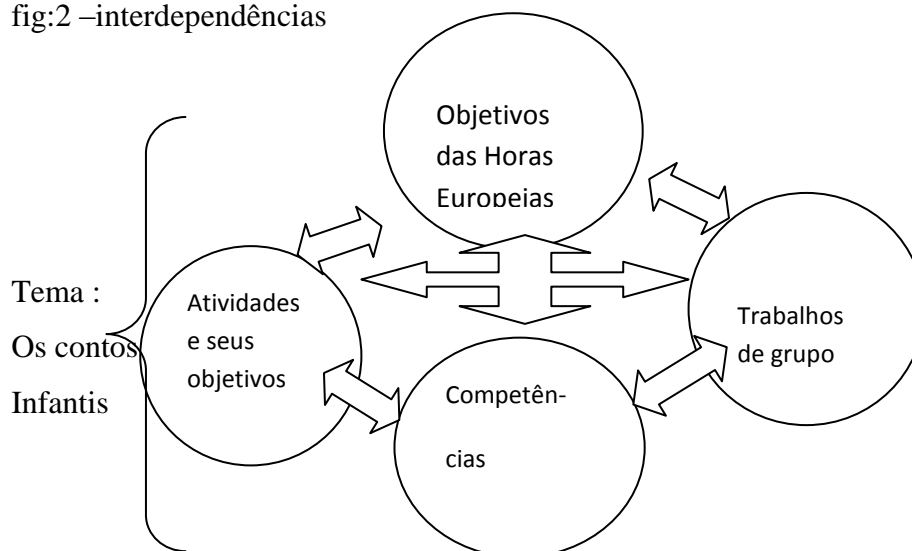 fig:2 –interdependências
Objetivos
das Horas
Europeias
Tema :
Os contos
Infantis
Atividades
e seus
objetivos
Trabalhos
de grupo
Competên-
cias